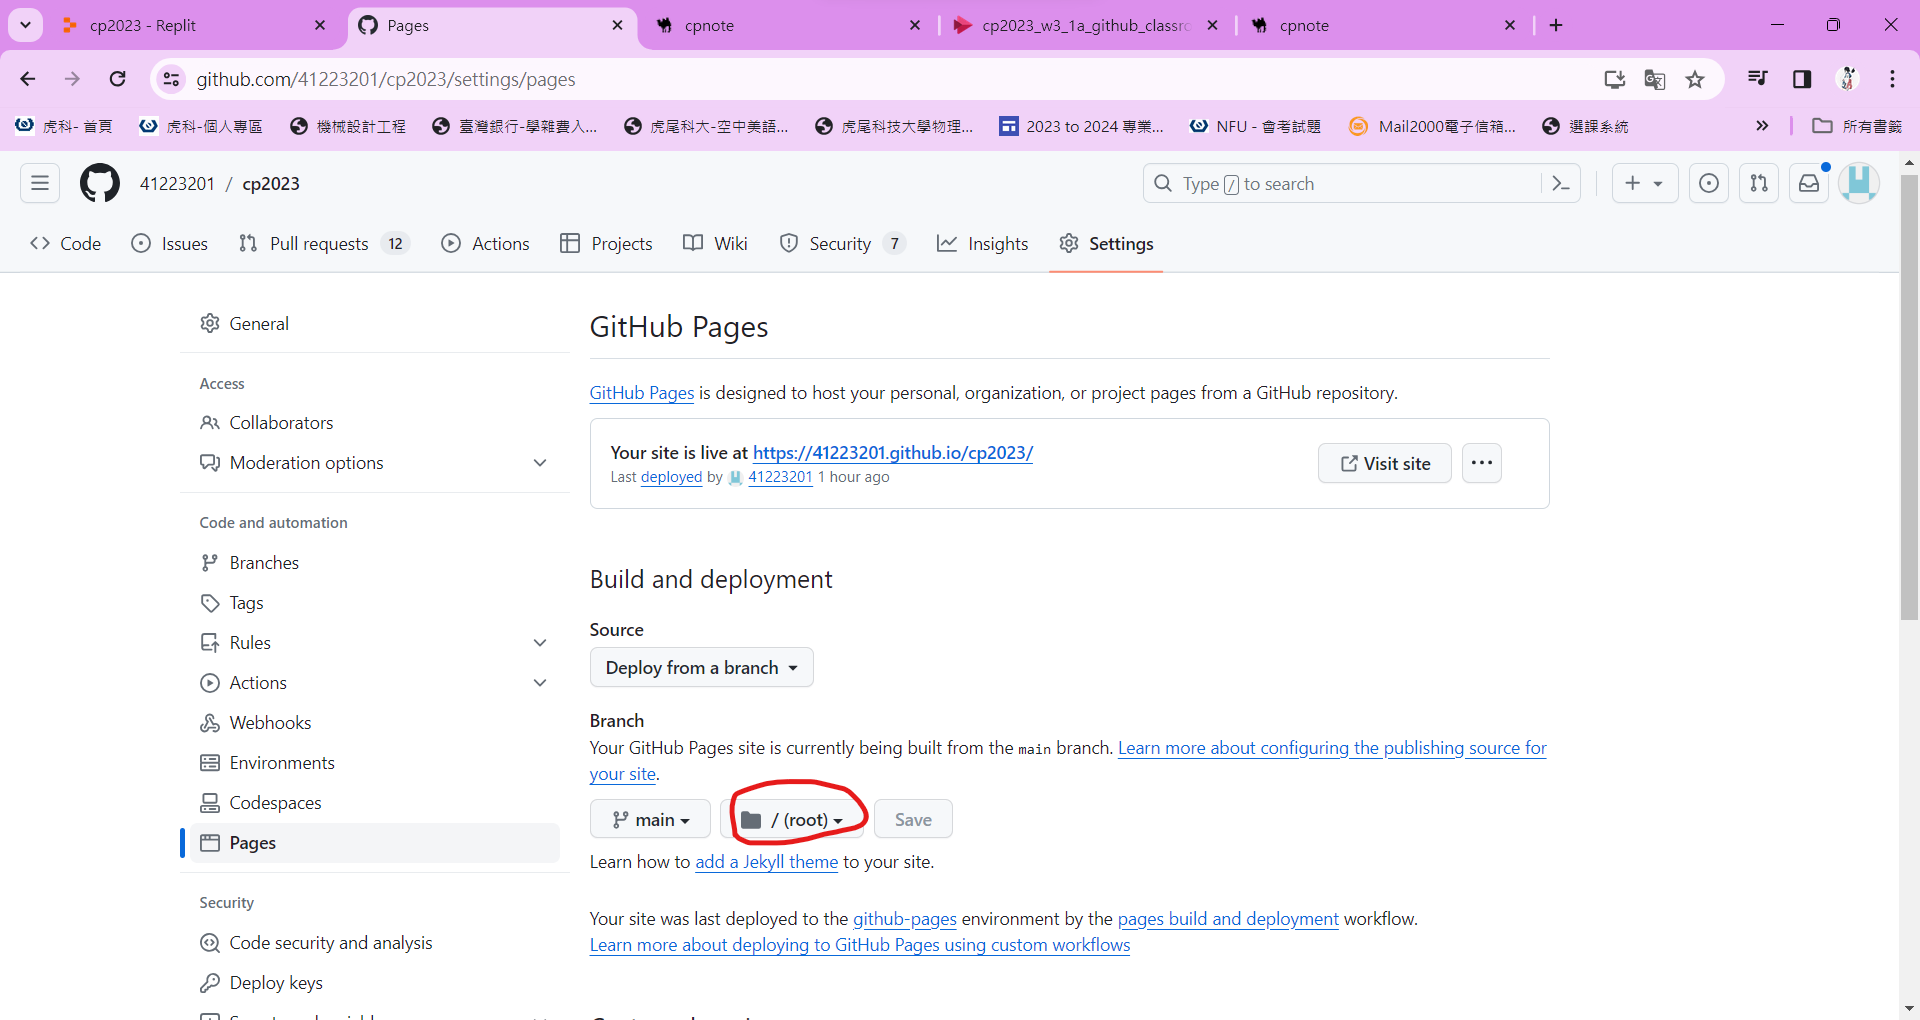 cp2023 - Replit
Pages
cpnote
cp2023_w3_1a_github_classro
cpnote
github.com/41223201/cp2023/settings/pages
虎科- 首頁
虎科-個人專區
機械設計工程
臺灣銀行-學雜費入...
虎尾科大-空中美語...
虎尾科技大學物理...
2023 to 2024 專業...
NFU - 會考試題
Mail2000電子信箱...
選課系統
所有書籤
41223201 / cp2023
Type / to search
Code
Issues
Pull requests 12
Actions
Projects
Wiki
Security 7
Insights
Settings
General
Access
Collaborators
Moderation options
Code and automation
Branches
Tags
Rules
Actions
Webhooks
Environments
Codespaces
Pages
Security
Code security and analysis
Deploy keys
GitHub Pages
GitHub Pages is designed to host your personal, organization, or project pages from a GitHub repository.
Your site is live at https://41223201.github.io/cp2023/
Last deployed by 41223201 1 hour ago
Visit site
Build and deployment
Source
Deploy from a branch
Branch
Your GitHub Pages site is currently being built from the main branch. Learn more about configuring the publishing source for
your site.
main
/ (root)
Save
Learn how to add a Jekyll theme to your site.
Your site was last deployed to the github-pages environment by the pages build and deployment workflow.
Learn more about deploying to GitHub Pages using custom workflows